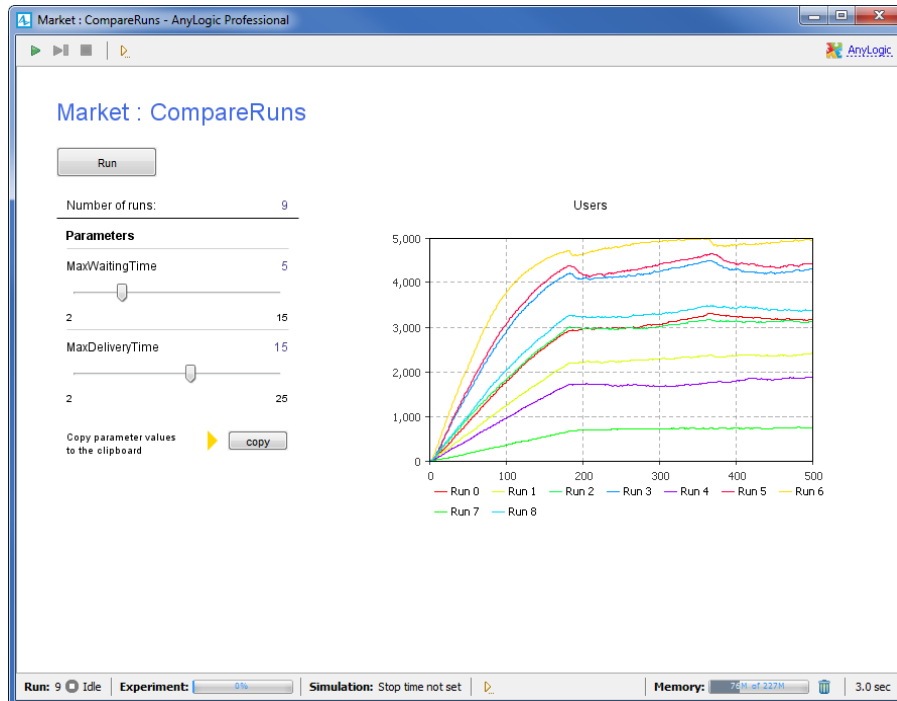 Market : CompareRuns - AnyLogic Professional
AnyLogic
Market : CompareRuns
Run
Number of runs: 9
Parameters
MaxWaitingTime 5
2 15
MaxDeliveryTime 15
2 25
Copy parameter values
to the clipboard
copy
Users
5,000
4,000
3,000
2,000
1,000
0
0 100 200 300 400 500
Run 0 Run 1 Run 2 Run 3 Run 4 Run 5 Run 6
Run 7 Run 8
Run: 9 Idle Experiment: 0% Simulation: Stop time not set Memory: 76M of 227M 3.0 sec